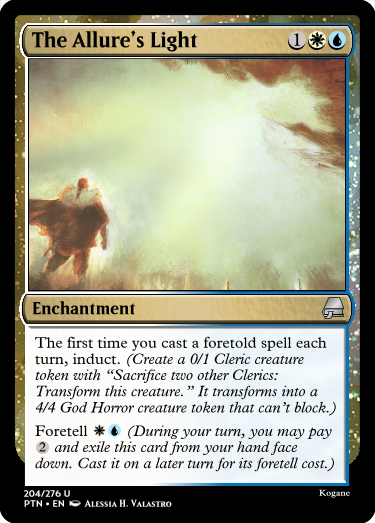 The Allure's Light 1
Enchantment
The first time you cast a foretold spell each
turn, induct. (Create a 0/1 Cleric creature
token with “Sacrifice two other Clerics:
Transform this creature.” It transforms into a
4/4 God Horror creature token that can't block.)
Foretell (During your turn, you may pay
2 and exile this card from your hand face
down. Cast it on a later turn for its foretell cost.)
204/276 U Kogane
PTN • EN Alessia H. Valastro